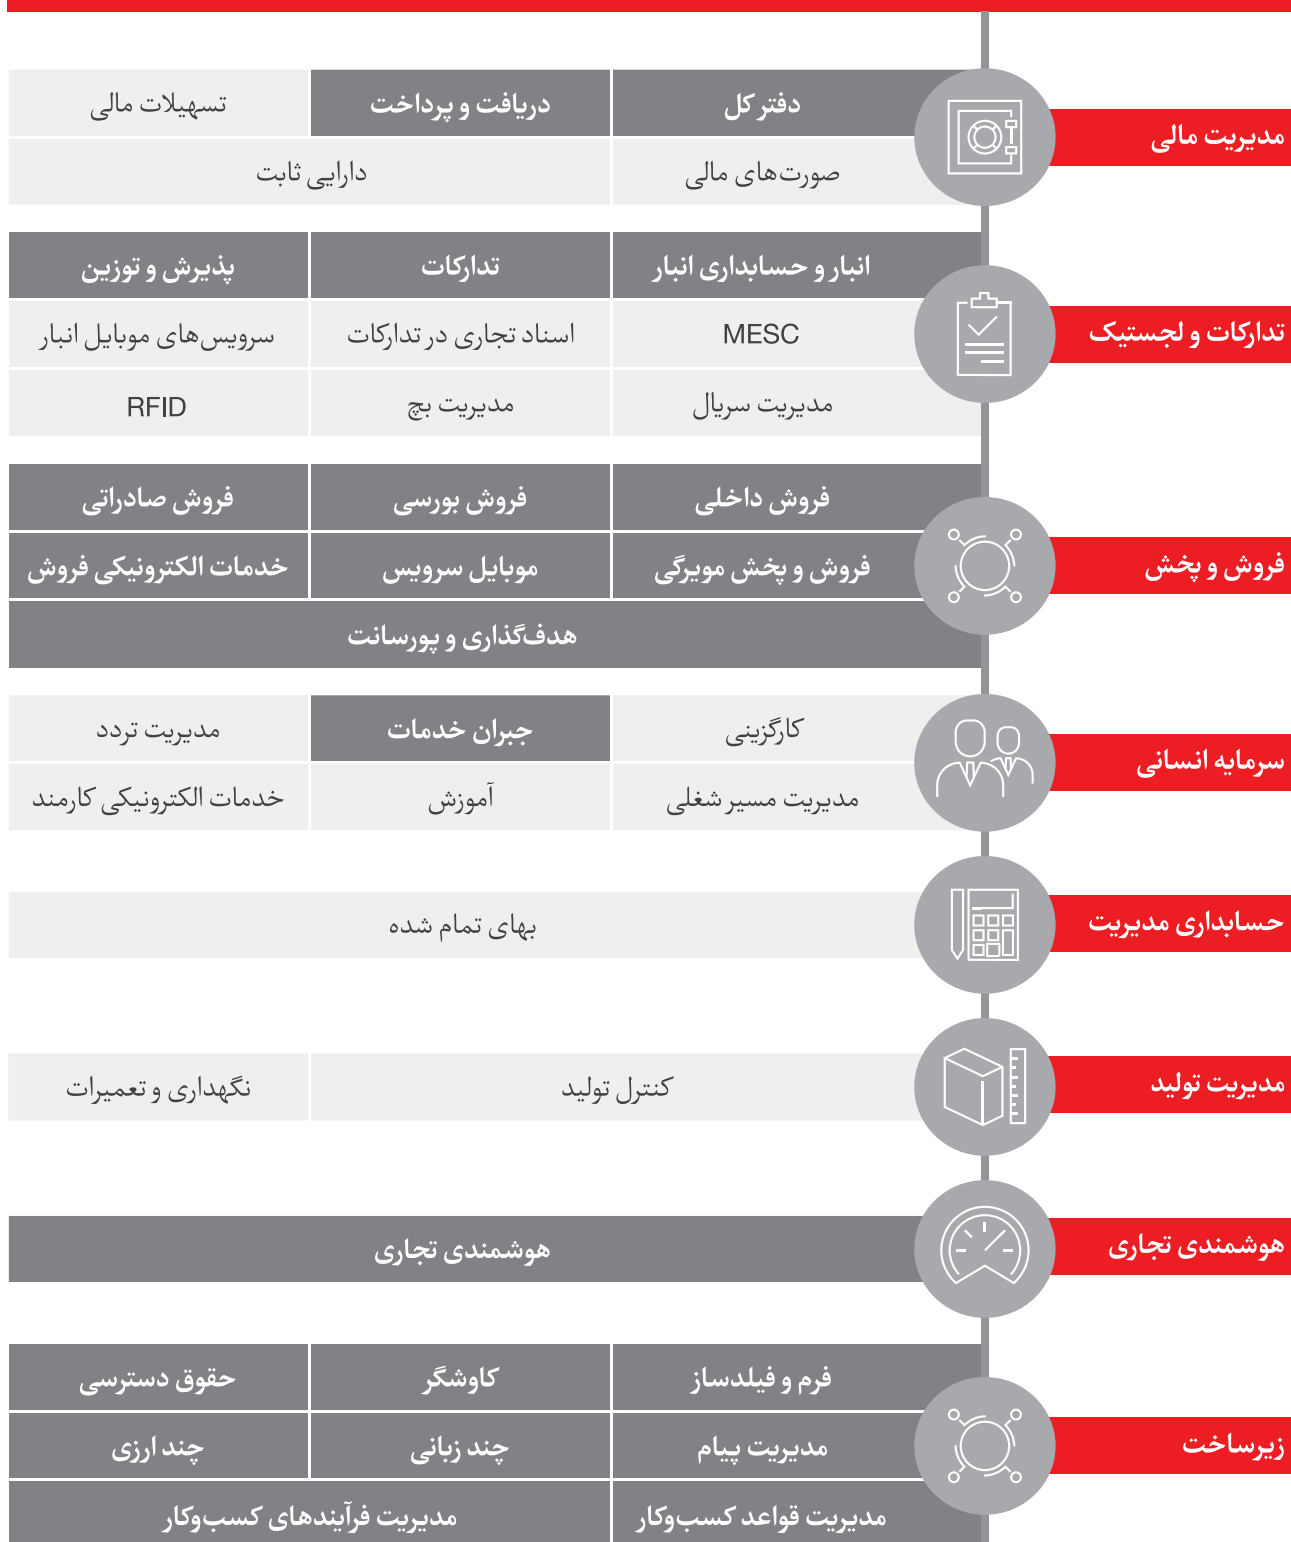 مدیریت مالی
دفتر کل
دریافت و پرداخت
تسهیلات مالی
صورت‌های مالی
دارایی ثابت
تدارکات و لجستیک
انبار و حسابداری انبار
تدارکات
پذیرش و توزین
MESC
اسناد تجاری در تدارکات
سرویس‌های موبایل انبار
مدیریت سریال
مدیریت بچ
RFID
فروش و پخش
فروش داخلی
فروش بورسی
فروش صادراتی
فروش و پخش مویرگی
موبایل سرویس
خدمات الکترونیکی فروش
هدف‌گذاری و پورسانت
سرمایه انسانی
کارگزینی
جبران خدمات
مدیریت تردد
مدیریت مسیر شغلی
آموزش
خدمات الکترونیکی کارمند
حسابداری مدیریت
بهای تمام شده
مدیریت تولید
کنترل تولید
نگهداری و تعمیرات
هوشمندی تجاری
هوشمندی تجاری
زیرساخت
فرم و فیلدساز
کاوشگر
حقوق دسترسی
مدیریت پیام
چند زبانی
چند ارزی
مدیریت قواعد کسب‌وکار
مدیریت فرآیندهای کسب‌وکار